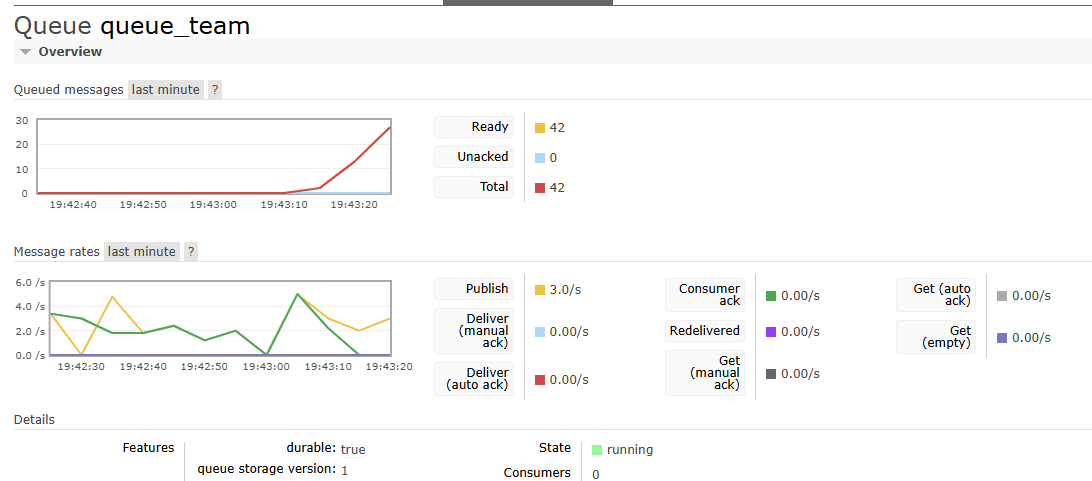 Queue queue_team
Overview
Queued messages last minute ?
30
20
10
0
19:42:40 19:42:50 19:43:00 19:43:10 19:43:20
Ready 42
Unacked 0
Total 42
Message rates last minute ?
6.0 /s
4.0 /s
2.0 /s
0.0 /s
19:42:30 19:42:40 19:42:50 19:43:00 19:43:10 19:43:20
Publish 3.0/s
Deliver
(manual
ack) 0.00/s
Deliver
(auto ack) 0.00/s
Consumer
ack 0.00/s
Redelivered 0.00/s
Get
(manual
ack) 0.00/s
Get (auto
ack) 0.00/s
Get
(empty) 0.00/s
Details
Features durable: true
queue storage version: 1
State running
Consumers 0